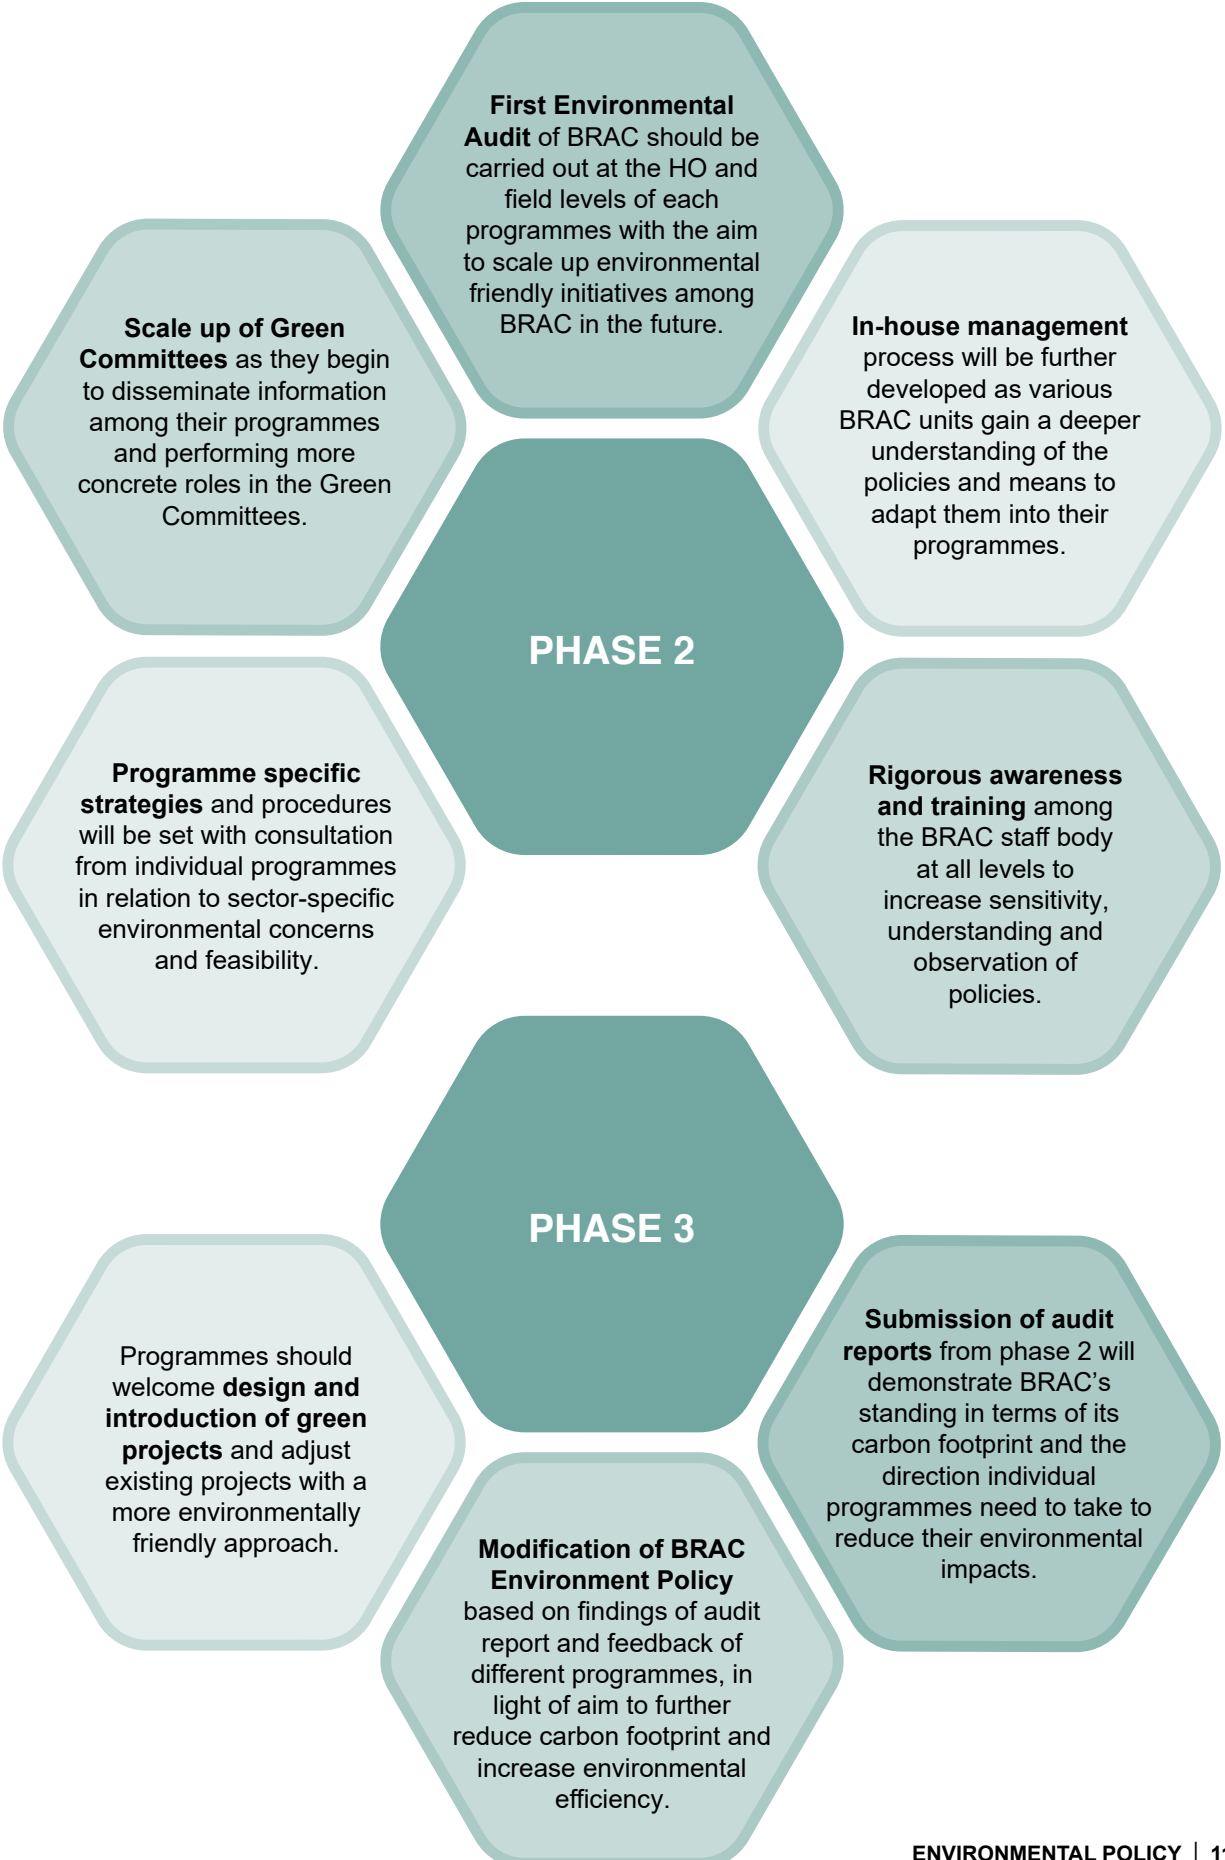 First Environmental
Audit of BRAC should be
carried out at the HO and
field levels of each
programmes with the aim
to scale up environmental
friendly initiatives among
BRAC in the future.
Scale up of Green
Committees as they begin
to disseminate information
among their programmes
and performing more
concrete roles in the Green
Committees.
In-house management
process will be further
developed as various
BRAC units gain a deeper
understanding of the
policies and means to
adapt them into their
programmes.
PHASE 2
Programme specific
strategies and procedures
will be set with consultation
from individual programmes
in relation to sector-specific
environmental concerns
and feasibility.
Rigorous awareness
and training among
the BRAC staff body
at all levels to
increase sensitivity,
understanding and
observation of
policies.
PHASE 3
Programmes should
welcome design and
introduction of green
projects and adjust
existing projects with a
more environmentally
friendly approach.
Submission of audit
reports from phase 2 will
demonstrate BRAC’s
standing in terms of its
carbon footprint and the
direction individual
programmes need to take to
reduce their environmental
impacts.
Modification of BRAC
Environment Policy
based on findings of audit
report and feedback of
different programmes, in
light of aim to further
reduce carbon footprint and
increase environmental
efficiency.
ENVIRONMENTAL POLICY |